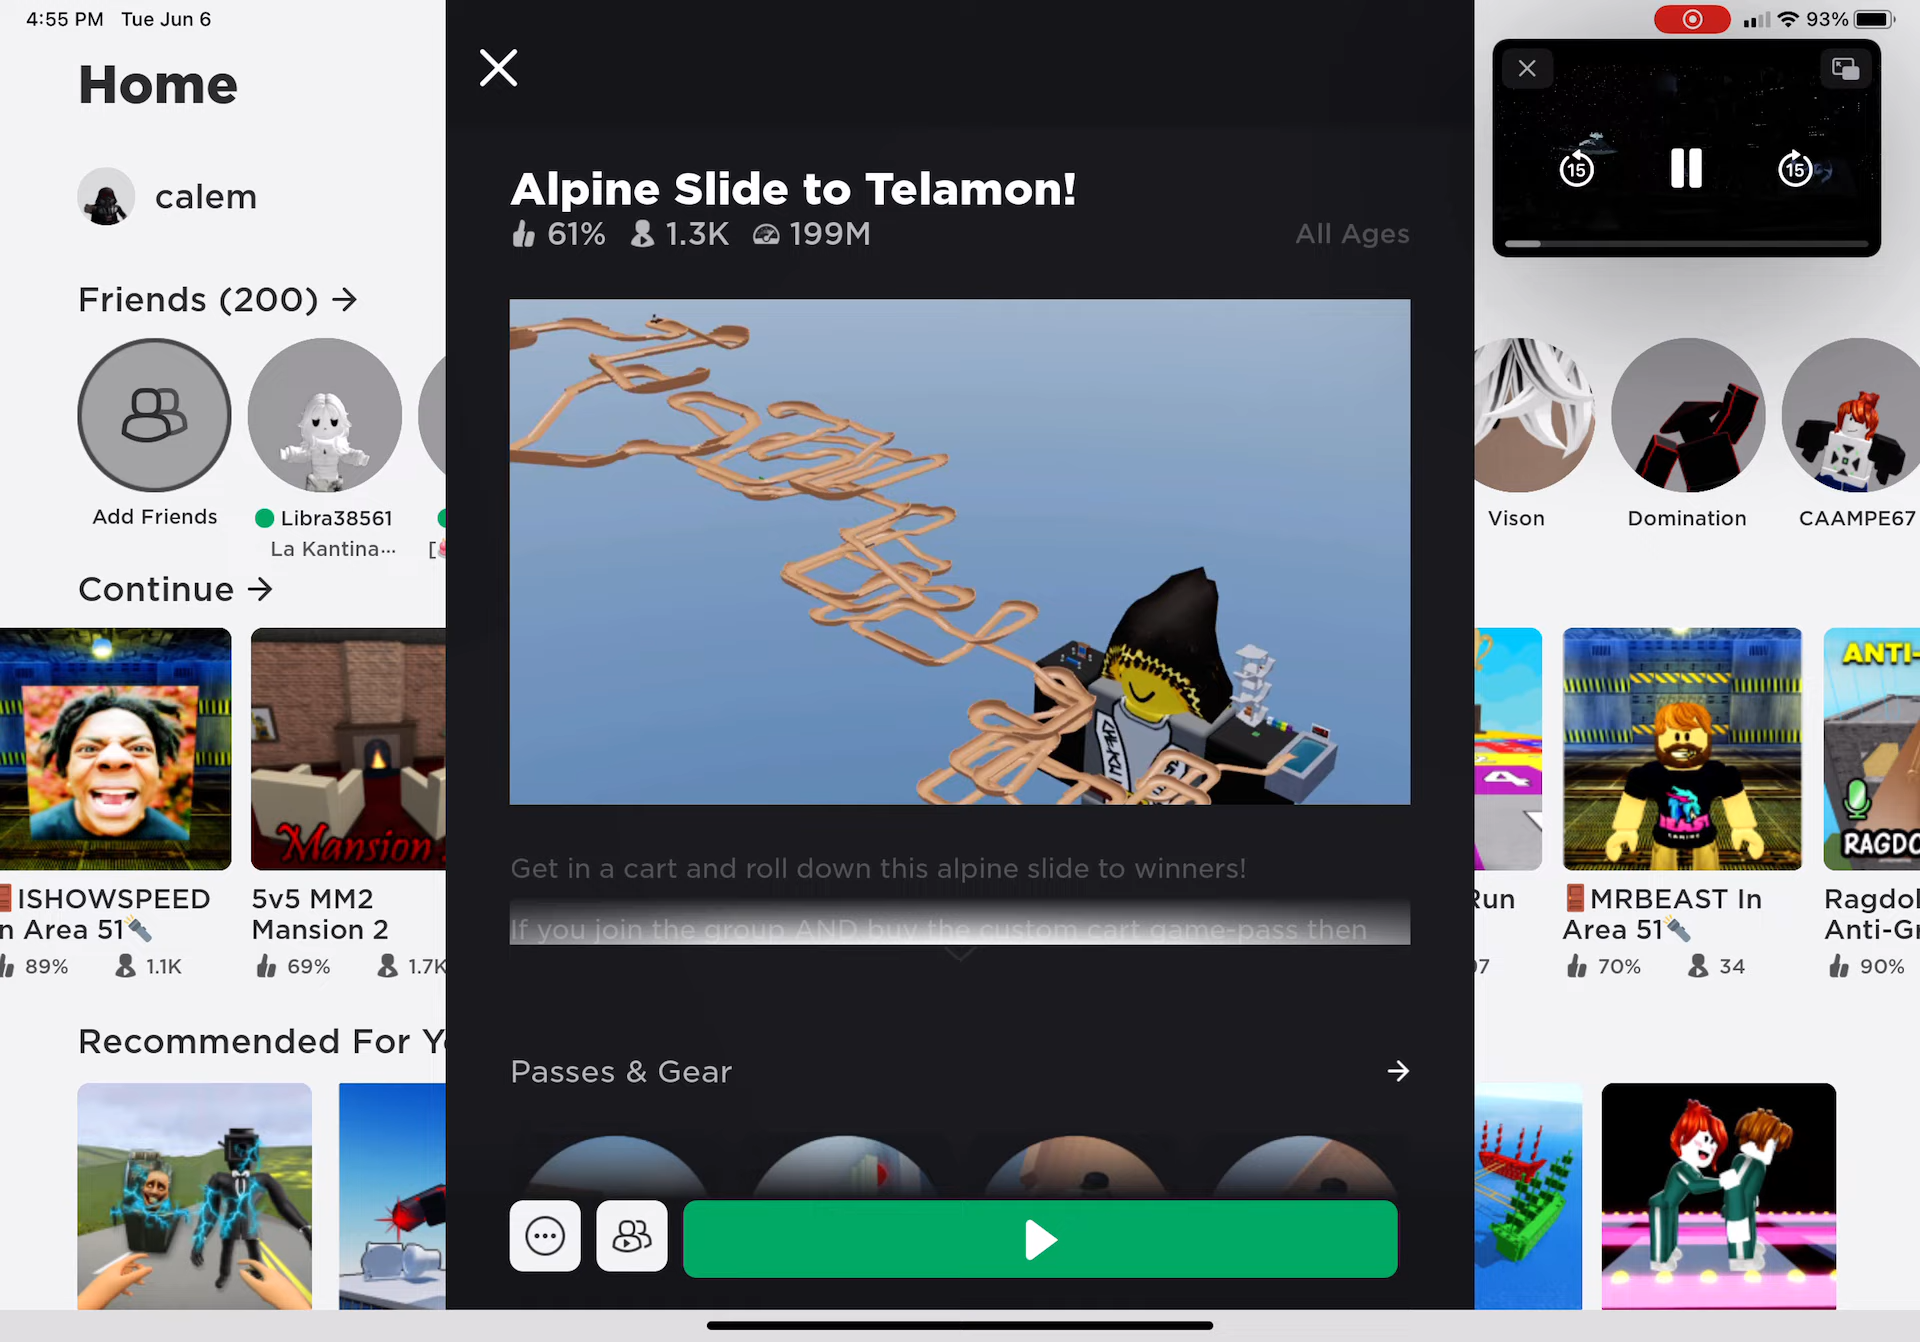 4:55 PM Tue Jun 6
93%
Home
calem
Friends (200)
Add Friends
Libra38561
La Kantina...
[
Vison
Domination
CAAMPE67
Continue
ISHOWSPEED
n Area 51
89% 1.1K
Mansion
5v5 MM2
Mansion 2
69% 1.7K
Run
97
BEAST
GAMING
MRBEAST In
Area 51
70% 34
ANTI-
RAGDO
Ragdol
Anti-Gr
90%
Recommended For Yo
Alpine Slide to Telamon!
61% 1.3K 199M
All Ages
Get in a cart and roll down this alpine slide to winners!
If you join the group AND buy the custom cart game-pass then
Passes & Gear
15
15